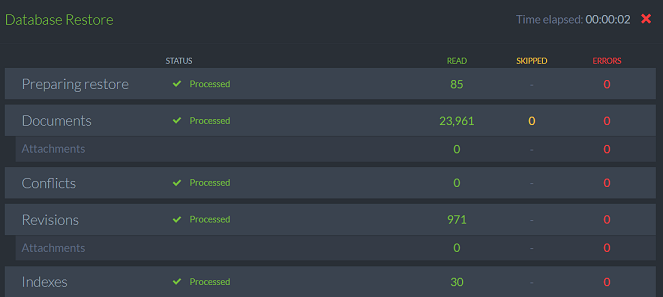 Database Restore Time elapsed: 00:00:02
STATUS READ SKIPPED ERRORS
Preparing restore Processed 85 - 0
Documents Processed 23,961 0 0
Attachments 0 - 0
Conflicts Processed 0 - 0
Revisions Processed 971 - 0
Attachments 0 - 0
Indexes Processed 30 - 0